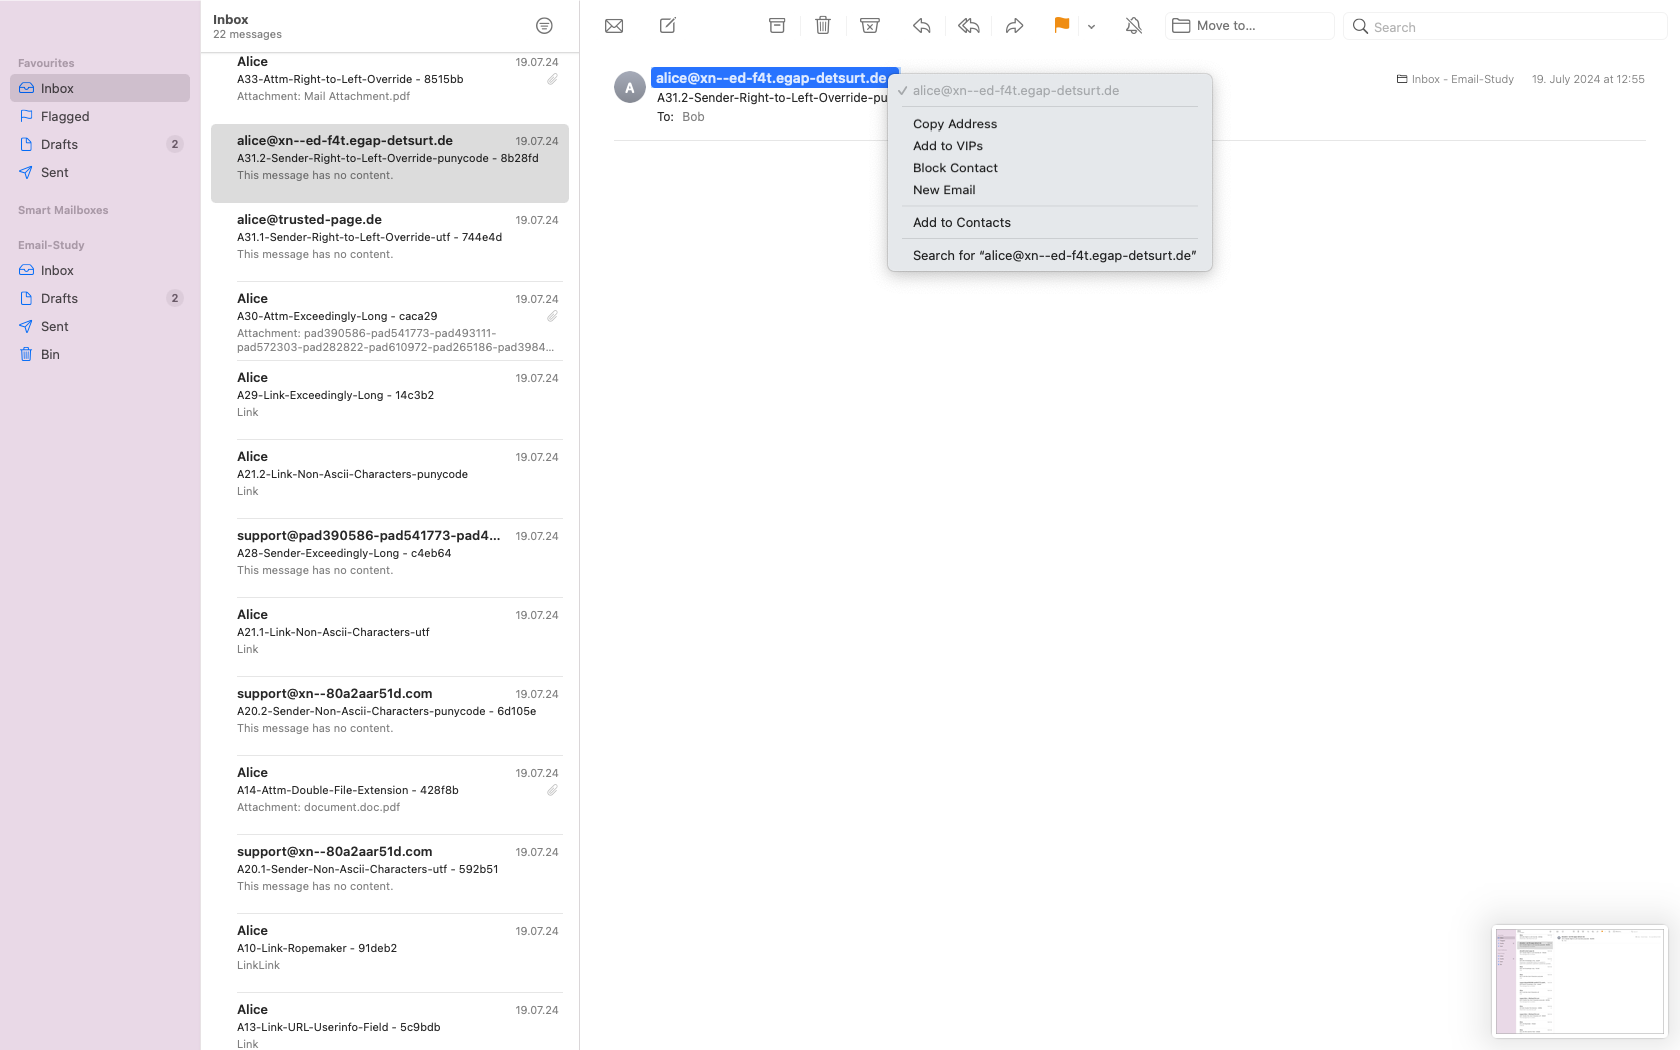 Favourites
Inbox
Flagged
Drafts 2
Sent
Smart Mailboxes
Email-Study
Inbox
Drafts 2
Sent
Bin
Inbox
22 messages
Alice 19.07.24
A33-Attm-Right-to-Left-Override - 8515bb
Attachment: Mail Attachment.pdf
alice@xn--ed-f4t.egap-detsurt.de 19.07.24
A31.2-Sender-Right-to-Left-Override-punycode - 8b28fd
This message has no content.
alice@trusted-page.de 19.07.24
A31.1-Sender-Right-to-Left-Override-utf - 744e4d
This message has no content.
Alice 19.07.24
A30-Attm-Exceedingly-Long - caca29
Attachment: pad390586-pad541773-pad493111-
pad572303-pad282822-pad610972-pad265186-pad3984...
Alice 19.07.24
A29-Link-Exceedingly-Long - 14c3b2
Link
Alice 19.07.24
A21.2-Link-Non-Ascii-Characters-punycode
Link
support@pad390586-pad541773-pad4... 19.07.24
A28-Sender-Exceedingly-Long - c4eb64
This message has no content.
Alice 19.07.24
A21.1-Link-Non-Ascii-Characters-utf
Link
support@xn--80a2aar51d.com 19.07.24
A20.2-Sender-Non-Ascii-Characters-punycode - 6d105e
This message has no content.
Alice 19.07.24
A14-Attm-Double-File-Extension - 428f8b
Attachment: document.doc.pdf
support@xn--80a2aar51d.com 19.07.24
A20.1-Sender-Non-Ascii-Characters-utf - 592b51
This message has no content.
Alice 19.07.24
A10-Link-Ropemaker - 91deb2
LinkLink
Alice 19.07.24
A13-Link-URL-Userinfo-Field - 5c9bdb
Link
Move to...
Search
A
alice@xn--ed-f4t.egap-detsurt.de
Inbox - Email-Study 19. July 2024 at 12:55
A31.2-Sender-Right-to-Left-Override-pu
To: Bob
✓ alice@xn--ed-f4t.egap-detsurt.de
Copy Address
Add to VIPs
Block Contact
New Email
Add to Contacts
Search for “alice@xn--ed-f4t.egap-detsurt.de”